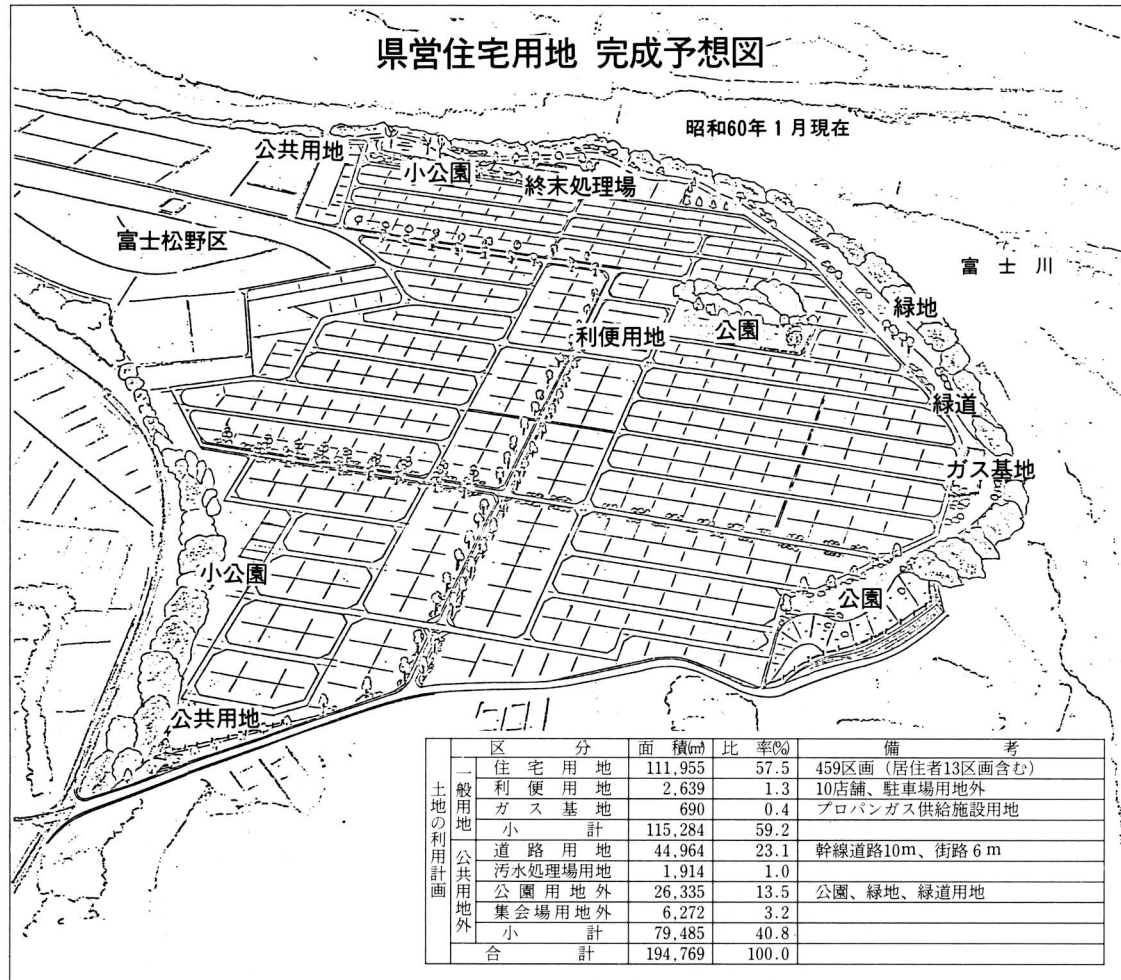 県営住宅用地 完成予想図
昭和60年1月現在
公共用地
小公園
終末処理場
富士松野区
富士川
緑地
利便用地
公園
緑道
ガス基地
小公園
公園
公共用地
土地の利用計画
区分 面積(㎡) 比率(%) 備考
一般用地
住宅用地 111,955 57.5 459区画（居住者13区画含む）
利便用地 2,639 1.3 10店舗、駐車場用地外
ガス基地 690 0.4 プロパンガス供給施設用地
小計 115,284 59.2
公共用地外
道路用地 44,964 23.1 幹線道路10m、街路6m
汚水処理場用地 1,914 1.0
公園用地外 26,335 13.5 公園、緑地、緑道用地
集会場用地外 6,272 3.2
小計 79,485 40.8
合計 194,769 100.0